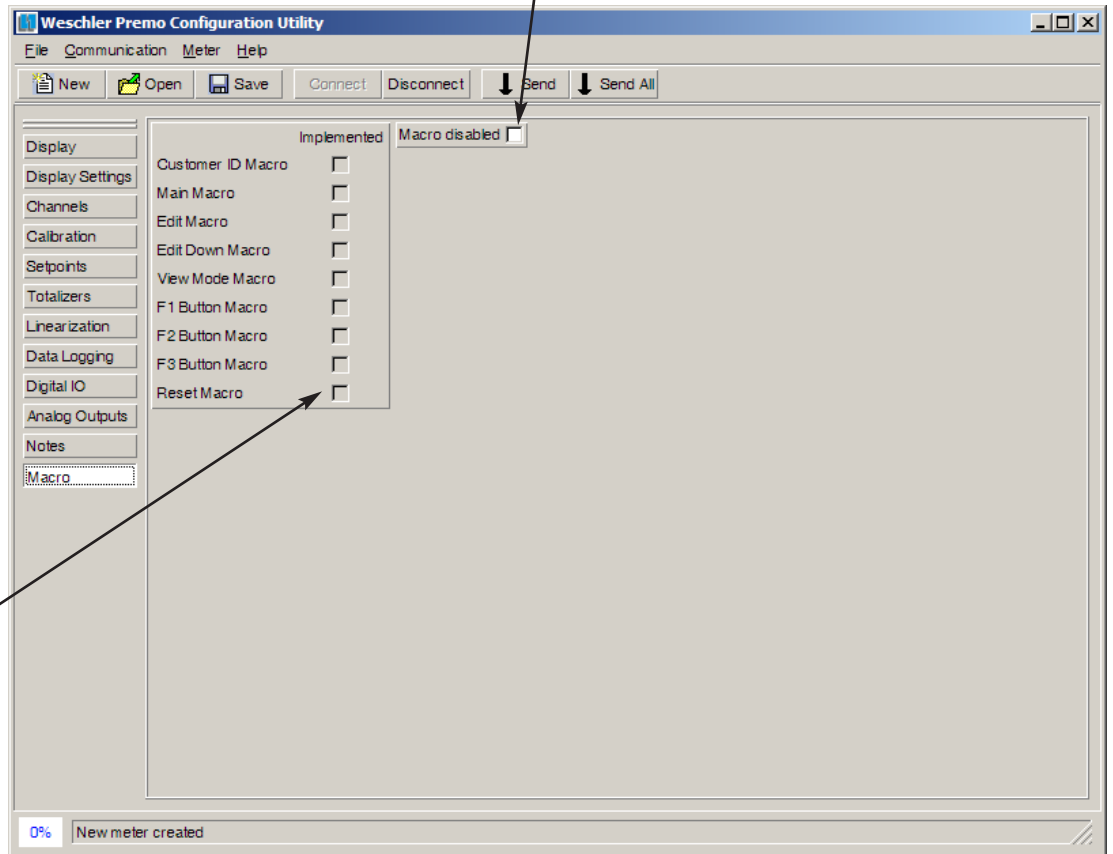 Weschler Premo Configuration Utility
File Communication Meter Help
New Open Save Connect Disconnect Send Send All
Display
Display Settings
Channels
Calibration
Setpoints
Totalizers
Linearization
Data Logging
Digital IO
Analog Outputs
Notes
Macro
Implemented
Customer ID Macro
Main Macro
Edit Macro
Edit Down Macro
View Mode Macro
F1 Button Macro
F2 Button Macro
F3 Button Macro
Reset Macro
Macro disabled
0% New meter created